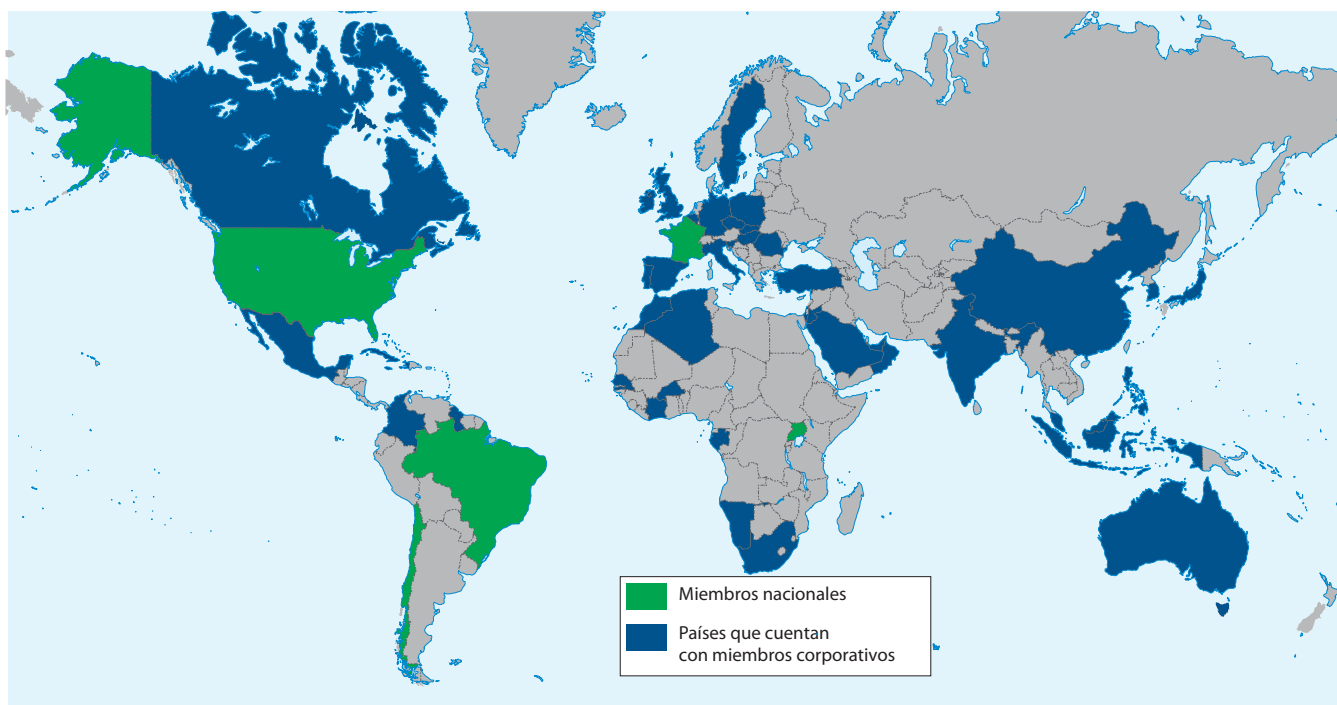 Miembros nacionales
Países que cuentan
con miembros corporativos